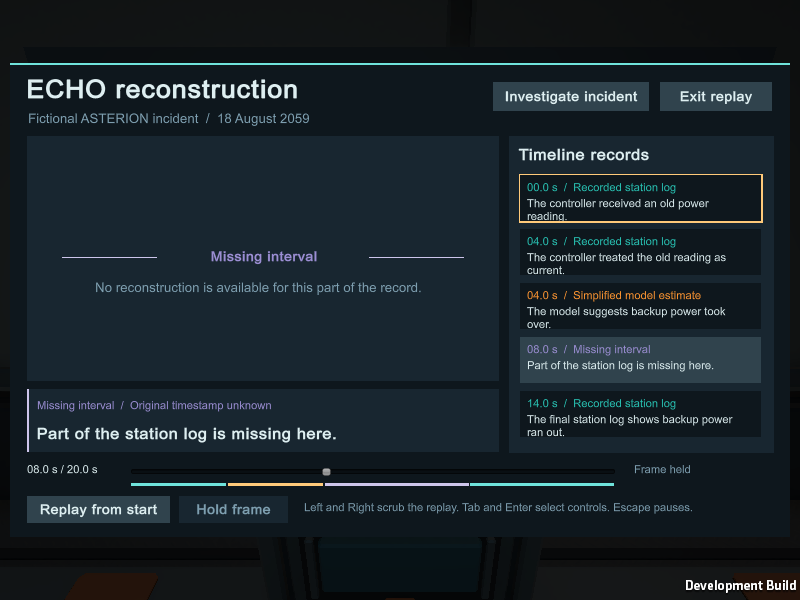 ECHO reconstruction
Fictional ASTERION incident / 18 August 2059
Investigate incident
Exit replay
Missing interval
No reconstruction is available for this part of the record.
Missing interval / Original timestamp unknown
Part of the station log is missing here.
Timeline records
00.0 s / Recorded station log
The controller received an old power
reading.
04.0 s / Recorded station log
The controller treated the old reading as
current.
04.0 s / Simplified model estimate
The model suggests backup power took
over.
08.0 s / Missing interval
Part of the station log is missing here.
14.0 s / Recorded station log
The final station log shows backup power
ran out.
08.0 s / 20.0 s
Frame held
Replay from start
Hold frame
Left and Right scrub the replay. Tab and Enter select controls. Escape pauses.
Development Build